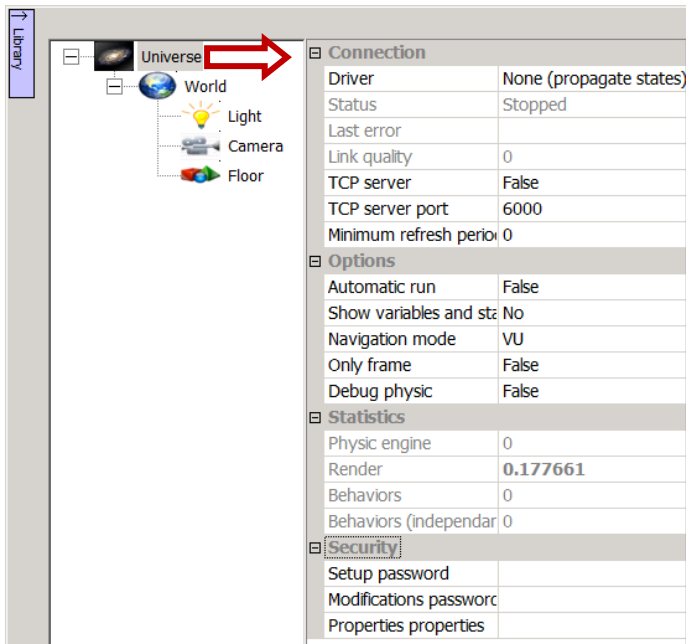 ↑ Library
Universe
World
Light
Camera
Floor
Connection
Driver None (propagate states)
Status Stopped
Last error
Link quality 0
TCP server False
TCP server port 6000
Minimum refresh perio 0
Options
Automatic run False
Show variables and sta No
Navigation mode VU
Only frame False
Debug physic False
Statistics
Physic engine 0
Render 0.177661
Behaviors 0
Behaviors (independar 0
Security
Setup password
Modifications passworc
Properties properties